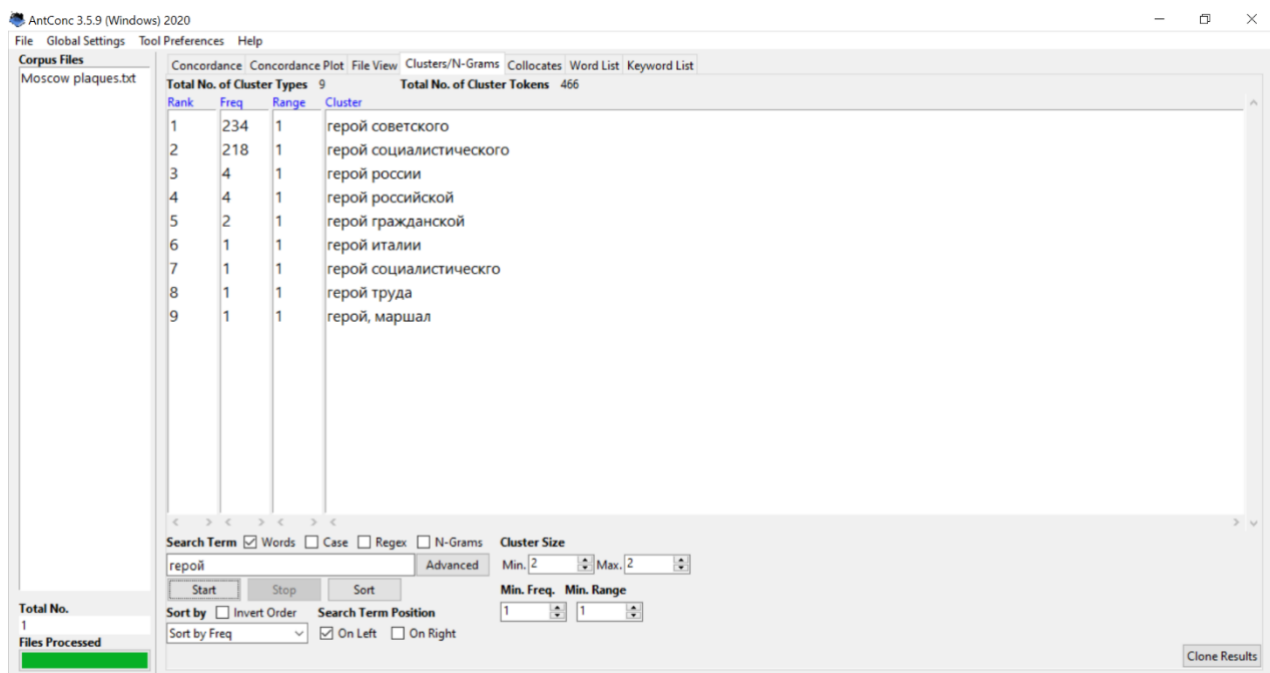 AntConc 3.5.9 (Windows) 2020
File Global Settings Tool Preferences Help
Corpus Files
Moscow plaques.txt
Concordance Concordance Plot File View Clusters/N-Grams Collocates Word List Keyword List
Total No. of Cluster Types 9 Total No. of Cluster Tokens 466
Rank Freq Range Cluster
1 234 1 герой советского
2 218 1 герой социалистического
3 4 1 герой россии
4 4 1 герой российской
5 2 1 герой гражданской
6 1 1 герой италии
7 1 1 герой социалистическго
8 1 1 герой труда
9 1 1 герой, маршал
Search Term Words Case Regex N-Grams Cluster Size
герой Advanced Min. 2 Max. 2
Start Stop Sort Min. Freq. Min. Range
Total No.
1
Files Processed
Sort by Invert Order Search Term Position 1 1
Sort by Freq On Left On Right
Clone Results